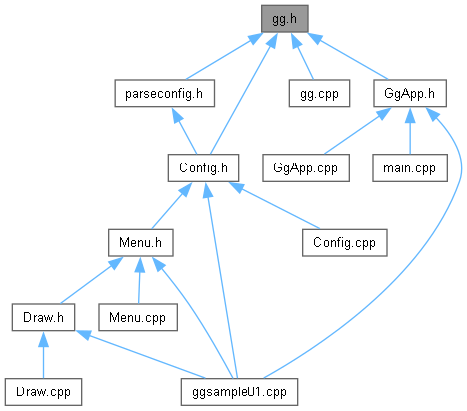 gg.h
parseconfig.h
gg.cpp
GgApp.h
Config.h
GgApp.cpp
main.cpp
Menu.h
Config.cpp
Draw.h
Menu.cpp
Draw.cpp
ggsample01.cpp